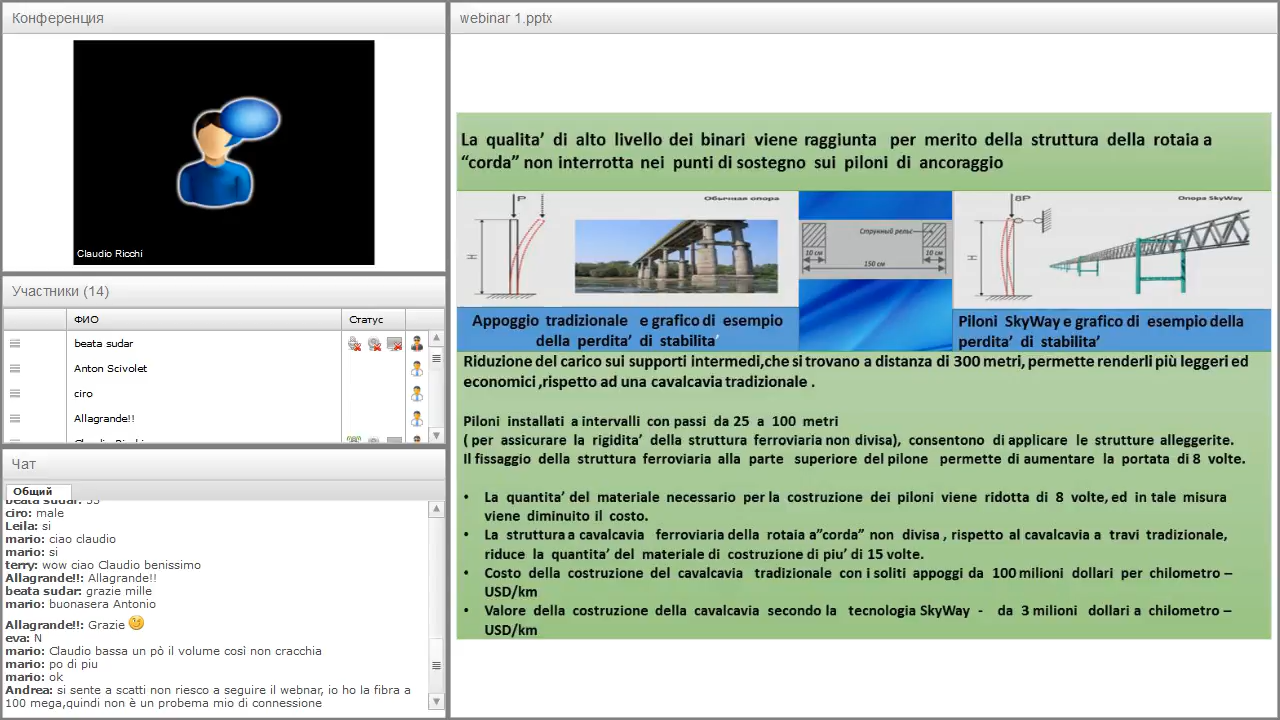 Конференция
Claudio Ricchi
Участники (14)
ФИО
Статус
beata sudar
Anton Scivolet
ciro
Allagrande!!
Чат
Общий
beata sudar: 55
ciro: male
Leila: si
mario: ciao claudio
mario: si
terry: wow ciao Claudio benissimo
Allagrande!!: Allagrande!!
beata sudar: grazie mille
mario: buonasera Antonio
Allagrande!!: Grazie
eva: N
mario: Claudio bassa un pò il volume così non cracchia
mario: po di piu
mario: ok
Andrea: si sente a scatti non riesco a seguire il webnar, io ho la fibra a
100 mega,quindi non è un prvbema mio di connessione
webinar 1.pptx
La qualita’ di alto livello dei binari viene raggiunta per merito della struttura della rotaia a
“corda” non interrotta nei punti di sostegno sui piloni di ancoraggio
P
Обычная опора
H
Струнный рельс
10 см
10 см
150 см
8P
Опора SkyWay
H
Appoggio tradizionale e grafico di esempio
della perdita’ di stabilita’
Piloni SkyWay e grafico di esempio della
perdita’ di stabilita’
Riduzione del carico sui supporti intermedi,che si trovano a distanza di 300 metri, permette renderli più leggeri ed
economici ,rispetto ad una cavalcavia tradizionale .
Piloni installati a intervalli con passi da 25 a 100 metri
( per assicurare la rigidita’ della struttura ferroviaria non divisa), consentono di applicare le strutture alleggerite.
Il fissaggio della struttura ferroviaria alla parte superiore del pilone permette di aumentare la portata di 8 volte.
• La quantita’ del materiale necessario per la costruzione dei piloni viene ridotta di 8 volte, ed in tale misura
viene diminuito il costo.
• La struttura a cavalcavia ferroviaria della rotaia a”corda” non divisa , rispetto al cavalcavia a travi tradizionale,
riduce la quantita’ del materiale di costruzione di piu’ di 15 volte.
• Costo della costruzione del cavalcavia tradizionale con i soliti appoggi da 100 milioni dollari per chilometro –
USD/km
• Valore della costruzione della cavalcavia secondo la tecnologia SkyWay - da 3 milioni dollari a chilometro –
USD/km